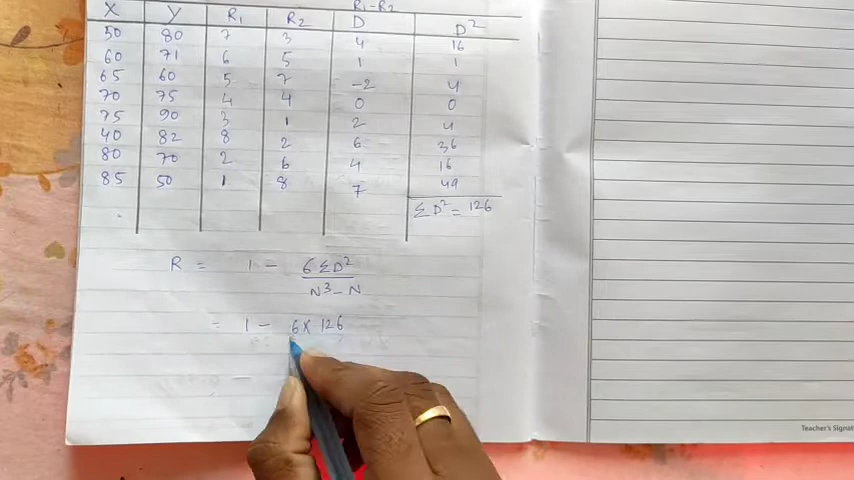 R1-R2
X Y R1 R2 D D²
50 80 7 3 4 16
60 71 6 5 1 1
65 60 5 7 -2 4
70 75 4 4 0 0
75 90 3 1 2 4
40 82 8 2 6 36
80 70 2 6 4 16
85 50 1 8 7 49
ΣD² = 126
R = 1 - 6ΣD² / N³ - N
= 1 - 6 x 126
Teacher's Signat